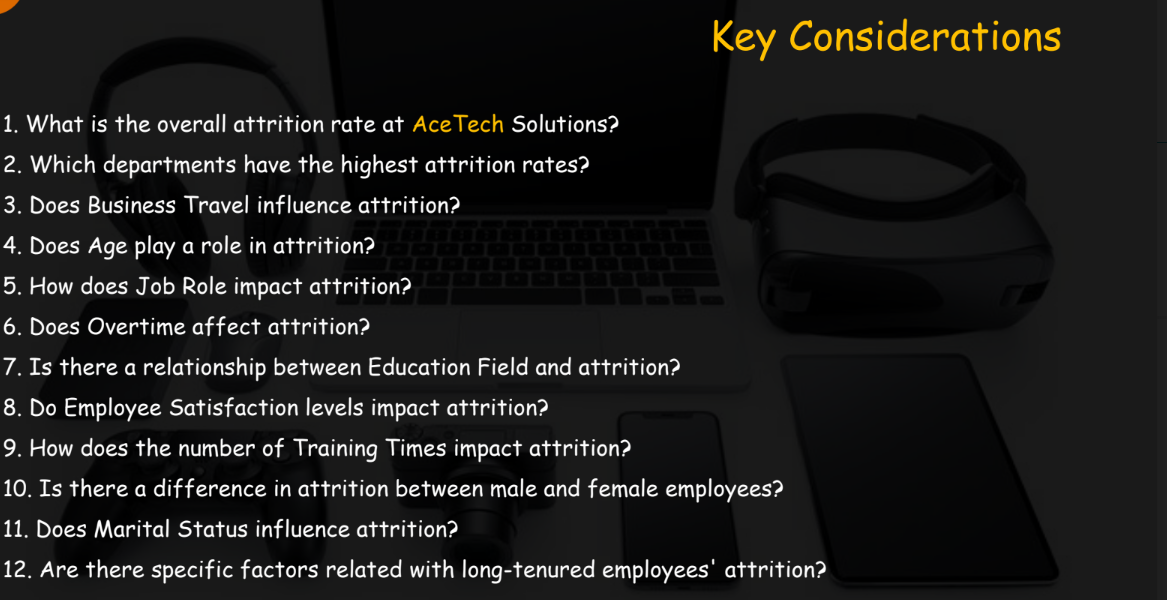 Key Considerations
1. What is the overall attrition rate at AceTech Solutions?
2. Which departments have the highest attrition rates?
3. Does Business Travel influence attrition?
4. Does Age play a role in attrition?
5. How does Job Role impact attrition?
6. Does Overtime affect attrition?
7. Is there a relationship between Education Field and attrition?
8. Do Employee Satisfaction levels impact attrition?
9. How does the number of Training Times impact attrition?
10. Is there a difference in attrition between male and female employees?
11. Does Marital Status influence attrition?
12. Are there specific factors related with long-tenured employees' attrition?